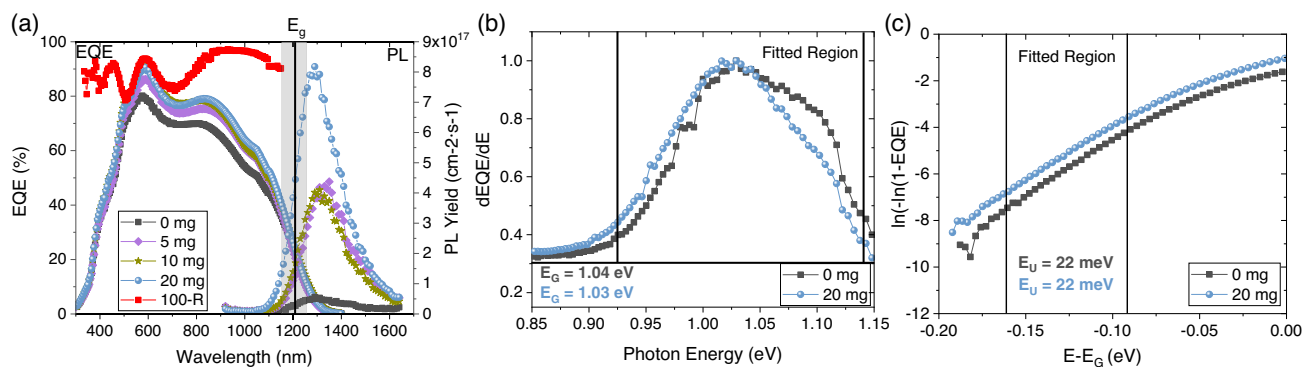 (a)
E_g
EQE
PL
100
80
60
40
20
0
EQE (%)
9x10^17
8
7
6
5
4
3
2
1
0
PL Yield (cm-2·s-1)
0 mg
5 mg
10 mg
20 mg
100-R
400 600 800 1000 1200 1400 1600
Wavelength (nm)
(b)
Fitted Region
1.0
0.8
0.6
0.4
0.2
dEQE/dE
E_G = 1.04 eV
E_G = 1.03 eV
0 mg
20 mg
0.85 0.90 0.95 1.00 1.05 1.10 1.15
Photon Energy (eV)
(c)
Fitted Region
0
-2
-4
-6
-8
-10
-12
ln(-ln(1-EQE)
E_U = 22 meV
E_U = 22 meV
0 mg
20 mg
-0.20 -0.15 -0.10 -0.05 0.00
E-E_G (eV)